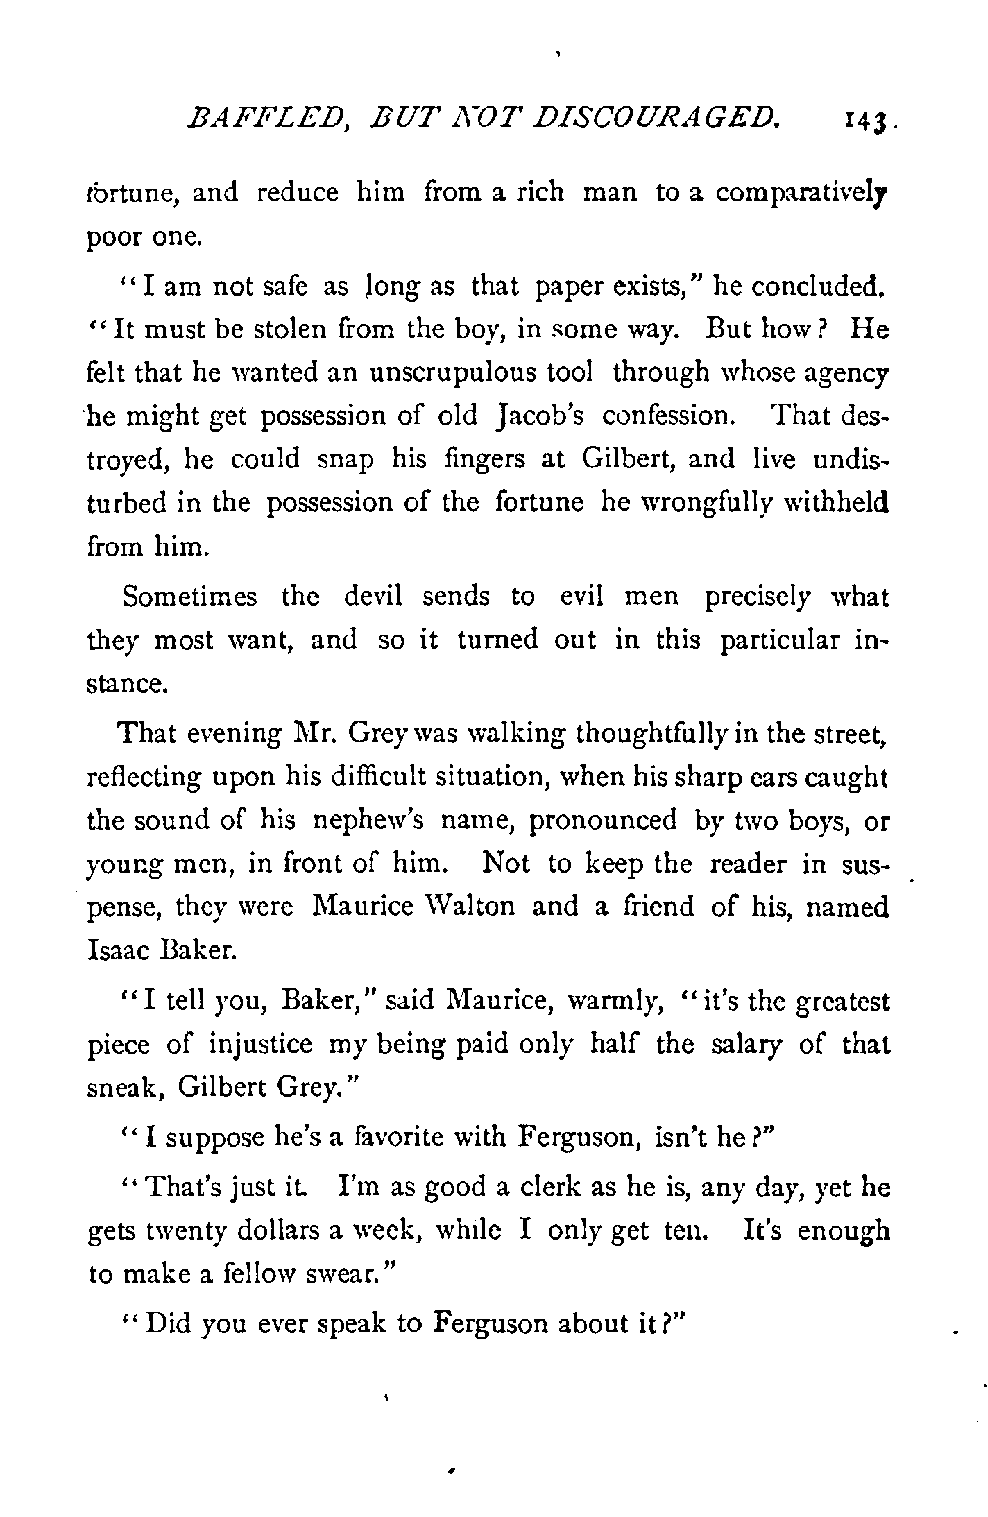 BAFFLED, BUT NOT DISCOURAGED. 143.
fortune, and reduce him from a rich man to a comparatively
poor one.
"I am not safe as long as that paper exists," he concluded.
"It must be stolen from the boy, in some way. But how? He
felt that he wanted an unscrupulous tool through whose agency
he might get possession of old Jacob's confession. That des-
troyed, he could snap his fingers at Gilbert, and live undis-
turbed in the possession of the fortune he wrongfully withheld
from him.
Sometimes the devil sends to evil men precisely what
they most want, and so it turned out in this particular in-
stance.
That evening Mr. Grey was walking thoughtfully in the street,
reflecting upon his difficult situation, when his sharp ears caught
the sound of his nephew's name, pronounced by two boys, or
young men, in front of him. Not to keep the reader in sus-
pense, they were Maurice Walton and a friend of his, named
Isaac Baker.
"I tell you, Baker," said Maurice, warmly, "it's the greatest
piece of injustice my being paid only half the salary of that
sneak, Gilbert Grey."
"I suppose he's a favorite with Ferguson, isn't he?"
"That's just it. I'm as good a clerk as he is, any day, yet he
gets twenty dollars a week, while I only get ten. It's enough
to make a fellow swear."
"Did you ever speak to Ferguson about it?"